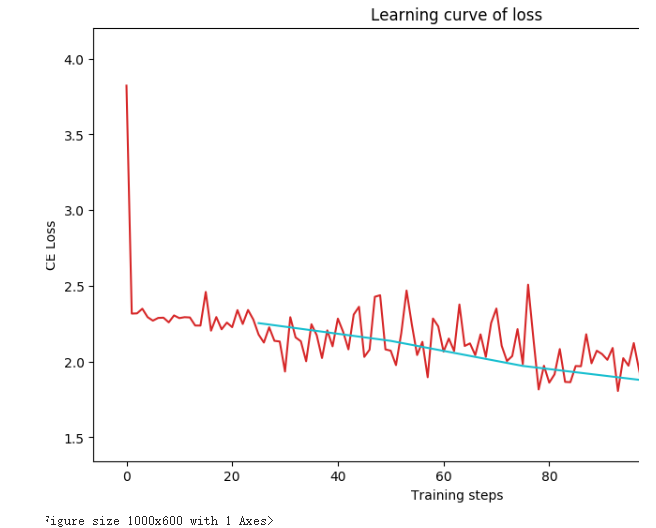 Learning curve of loss
4.0
3.5
3.0
2.5
2.0
1.5
CE Loss
0 20 40 60 80
Training steps
igure size 1000x600 with 1 Axes>